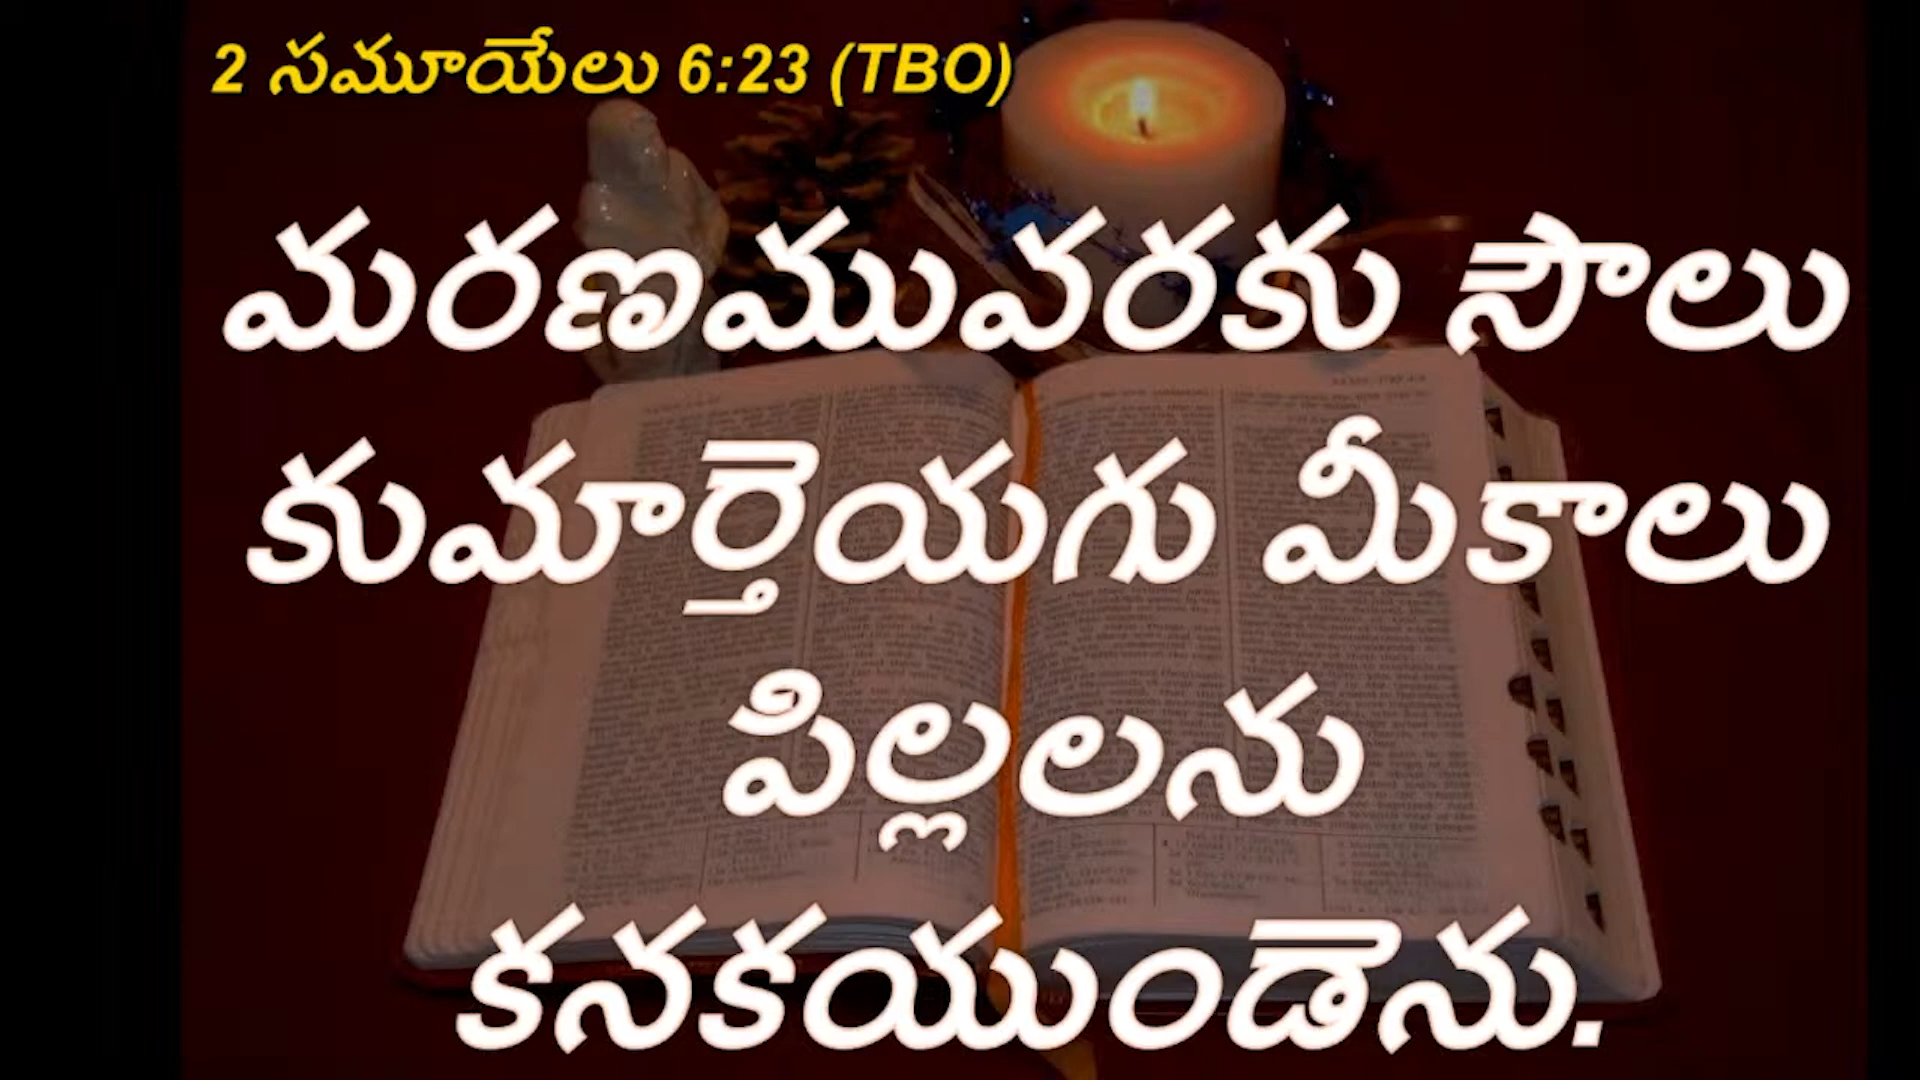 2 సమూయేలు 6:23 (TBO)
మరణమువరకు సౌలు
కుమార్తెయగు మీకాలు
పిల్లలను
కనకయుండెను.